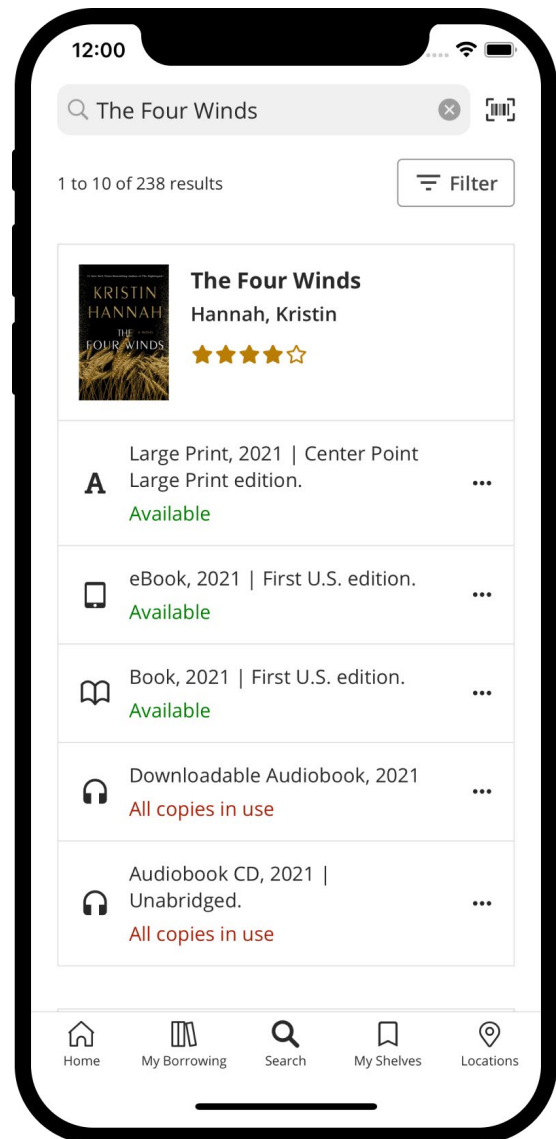 12:00
The Four Winds
1 to 10 of 238 results
Filter
KRISTIN
HANNAH
THE
A NOVEL
FOUR WINDS
The Four Winds
Hannah, Kristin
A
Large Print, 2021 | Center Point
Large Print edition.
Available
eBook, 2021 | First U.S. edition.
Available
Book, 2021 | First U.S. edition.
Available
Downloadable Audiobook, 2021
All copies in use
Audiobook CD, 2021 |
Unabridged.
All copies in use
Home
My Borrowing
Search
My Shelves
Locations